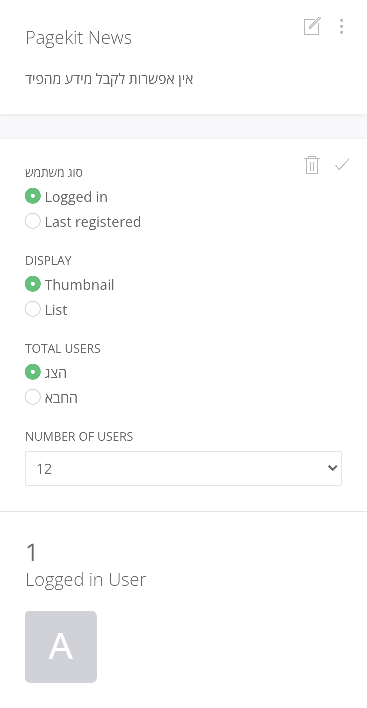 Pagekit News
אין אפשרות לקבל מידע מהפיד
סוג משתמש
Logged in
Last registered
DISPLAY
Thumbnail
List
TOTAL USERS
הצג
החבא
NUMBER OF USERS
12
1
Logged in User
A